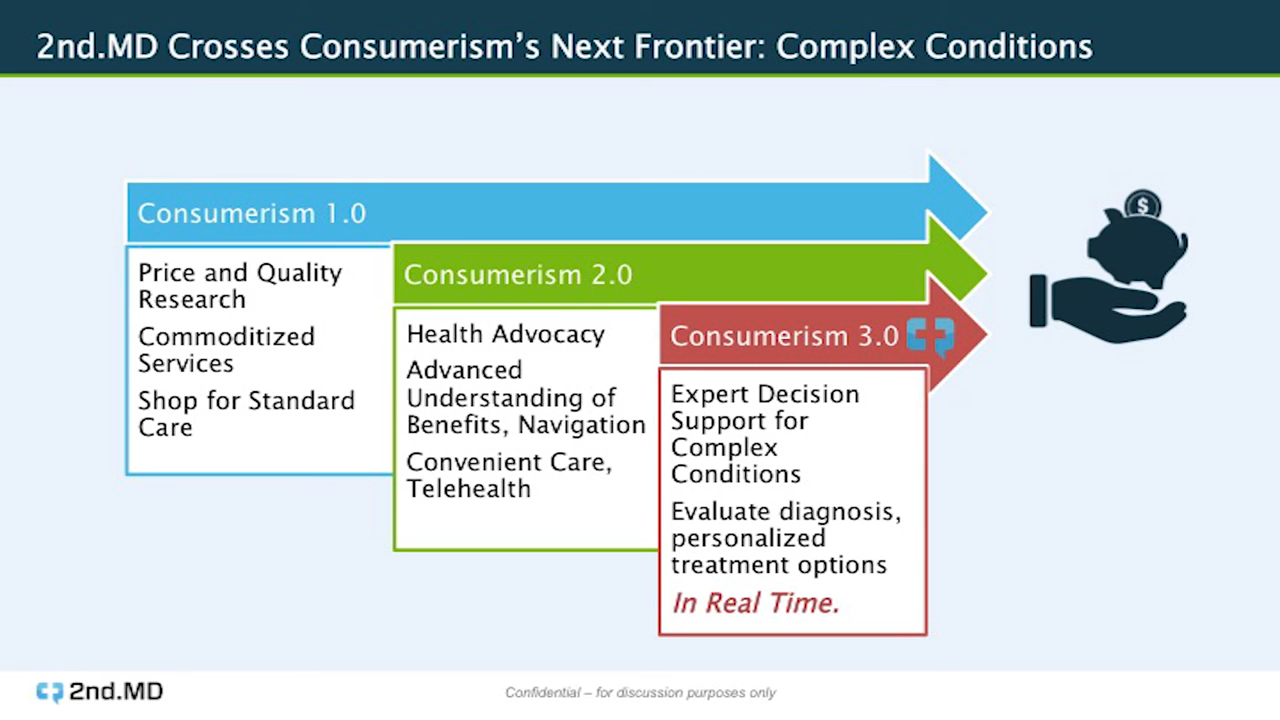 2nd.MD Crosses Consumerism’s Next Frontier: Complex Conditions
Consumerism 1.0
Price and Quality
Research
Commoditized
Services
Shop for Standard
Care
Consumerism 2.0
Health Advocacy
Advanced
Understanding of
Benefits, Navigation
Convenient Care,
Telehealth
Consumerism 3.0
Expert Decision
Support for
Complex
Conditions
Evaluate diagnosis,
personalized
treatment options
In Real Time.
$
2nd.MD
Confidential – for discussion purposes only